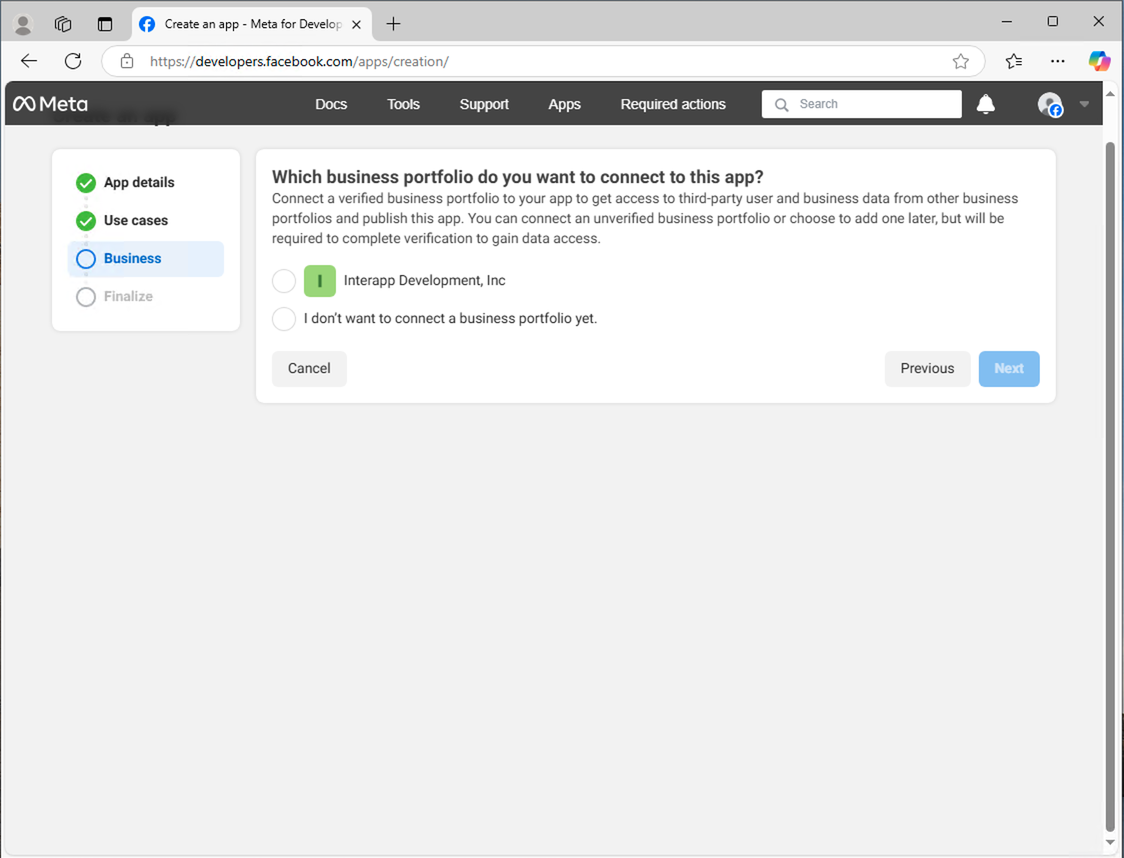 Create an app - Meta for Develop
https://developers.facebook.com/apps/creation/
Meta
Docs
Tools
Support
Apps
Required actions
Search
Create an app
App details
Use cases
Business
Finalize
Which business portfolio do you want to connect to this app?
Connect a verified business portfolio to your app to get access to third-party user and business data from other business
portfolios and publish this app. You can connect an unverified business portfolio or choose to add one later, but will be
required to complete verification to gain data access.
I
Interapp Development, Inc
I don’t want to connect a business portfolio yet.
Cancel
Previous
Next